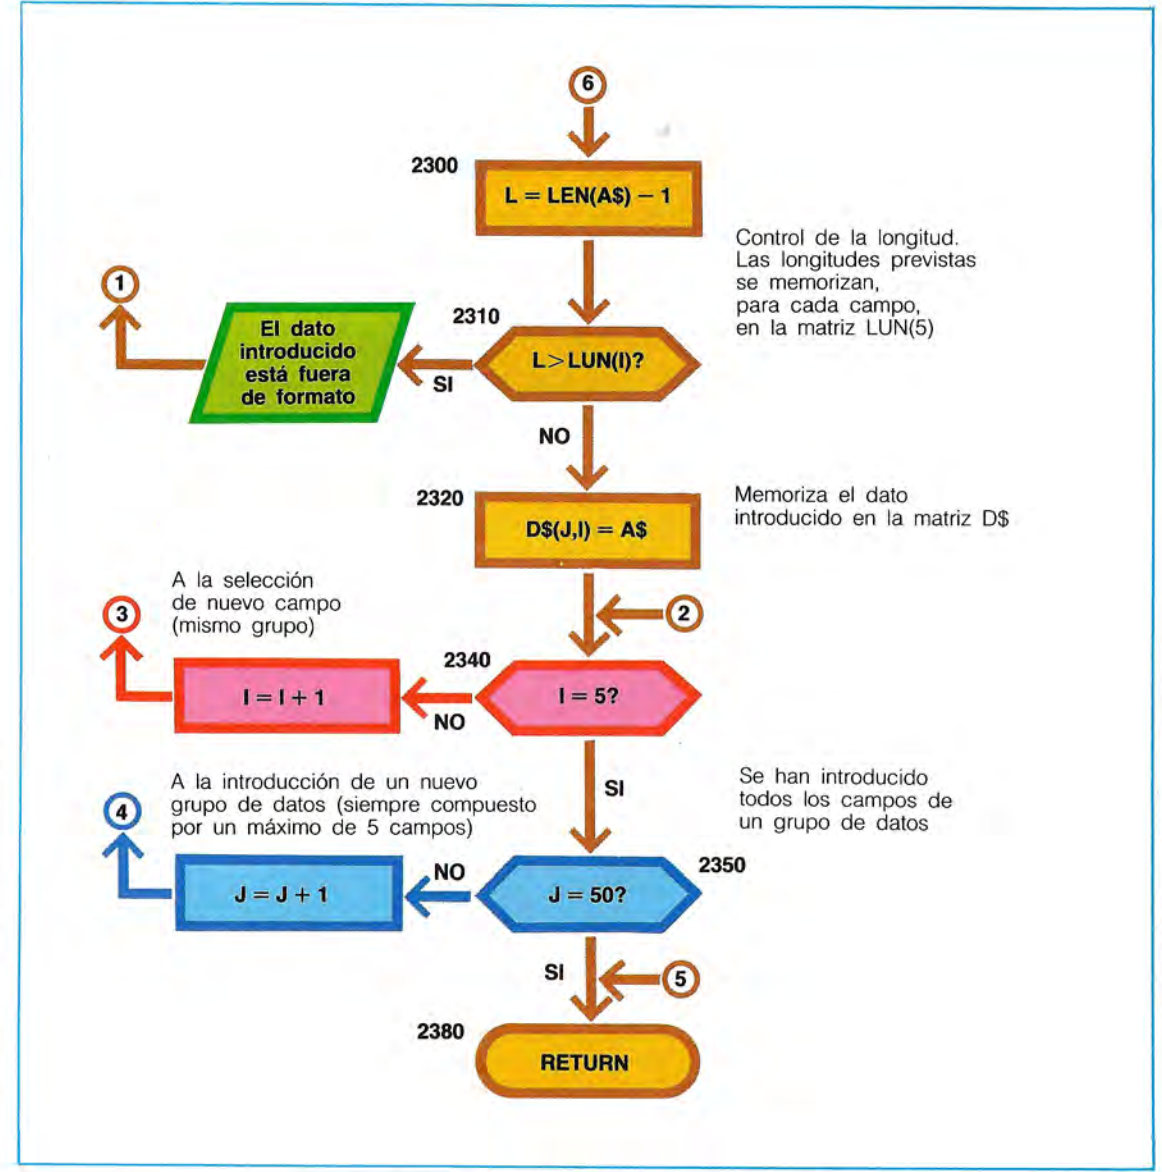 6
2300
L = LEN(A$) – 1
Control de la longitud.
Las longitudes previstas
se memorizan,
para cada campo,
en la matriz LUN(5)
1
2310
El dato
introducido
está fuera
de formato
L>LUN(I)?
SI
NO
2320
D$(J,I) = A$
Memoriza el dato
introducido en la matriz D$
A la selección
de nuevo campo
(mismo grupo)
3
2
2340
I = I + 1
I = 5?
NO
A la introducción de un nuevo
grupo de datos (siempre compuesto
por un máximo de 5 campos)
SI
Se han introducido
todos los campos de
un grupo de datos
4
2350
J = J + 1
NO
J = 50?
SI
5
2380
RETURN